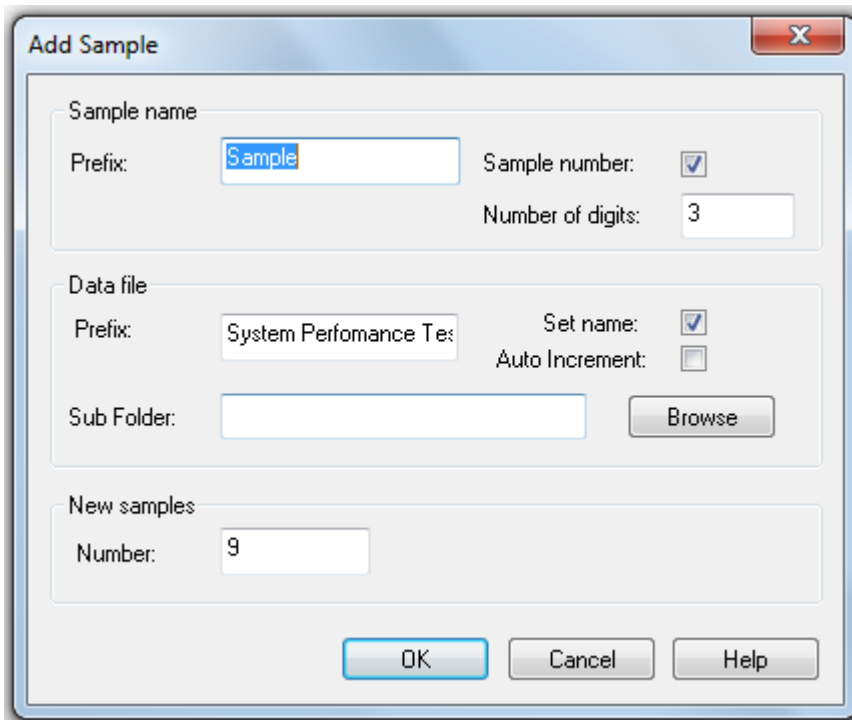 Add Sample
Sample name
Prefix: Sample Sample number:
Number of digits: 3
Data file
Prefix: System Perfomance Tes Set name:
Auto Increment:
Sub Folder: Browse
New samples
Number: 9
OK Cancel Help